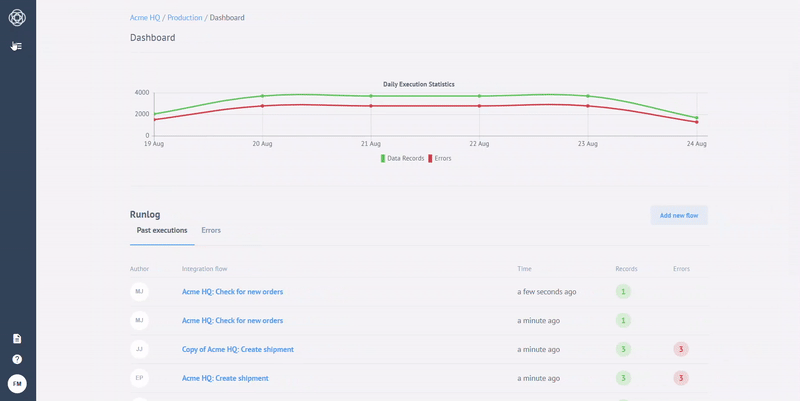 Acme HQ / Production / Dashboard
Dashboard
Daily Execution Statistics
4000
2000
0
19 Aug 20 Aug 21 Aug 22 Aug 23 Aug 24 Aug
Data Records Errors
Runlog
Add new flow
Past executions Errors
Author Integration flow Time Records Errors
MJ Acme HQ: Check for new orders a few seconds ago 1
MJ Acme HQ: Check for new orders a minute ago 1
JJ Copy of Acme HQ: Create shipment a minute ago 3 3
EP Acme HQ: Create shipment a minute ago 3 3
FM